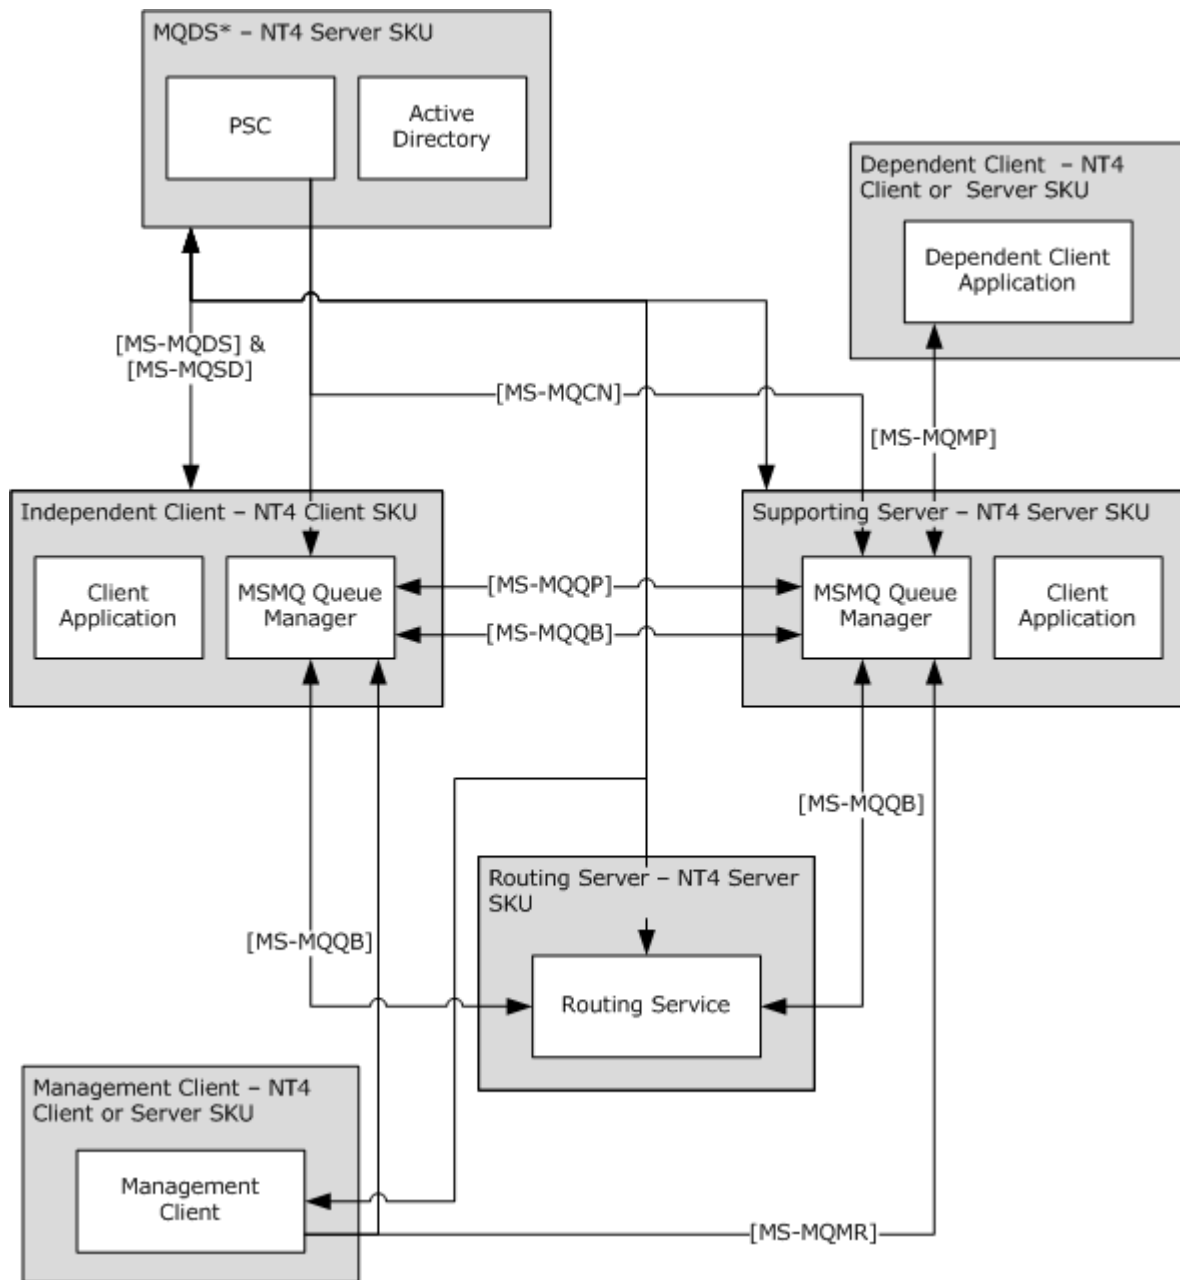 MQDS* – NT4 Server SKU
PSC
Active
Directory
Dependent Client – NT4
Client or Server SKU
Dependent Client
Application
[MS-MQDS] &
[MS-MQSD]
[MS-MQCN]
[MS-MQMP]
Independent Client – NT4 Client SKU
Client
Application
MSMQ Queue
Manager
[MS-MQQP]
[MS-MQQB]
Supporting Server – NT4 Server SKU
MSMQ Queue
Manager
Client
Application
[MS-MQQB]
Routing Server – NT4 Server
SKU
[MS-MQQB]
Routing Service
Management Client – NT4
Client or Server SKU
Management
Client
[MS-MQMR]